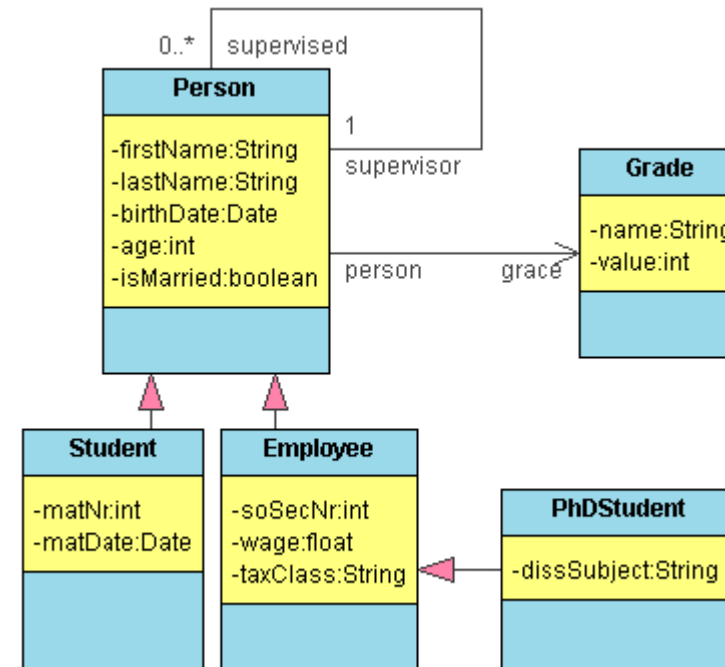 0..* supervised
Person
1
supervisor
-firstName:String
-lastName:String
-birthDate:Date
-age:int
-isMarried:boolean
person
grace
Grade
-name:String
-value:int
Student
-matNr:int
-matDate:Date
Employee
-soSecNr:int
-wage:float
-taxClass:String
PhDStudent
-dissSubject:String